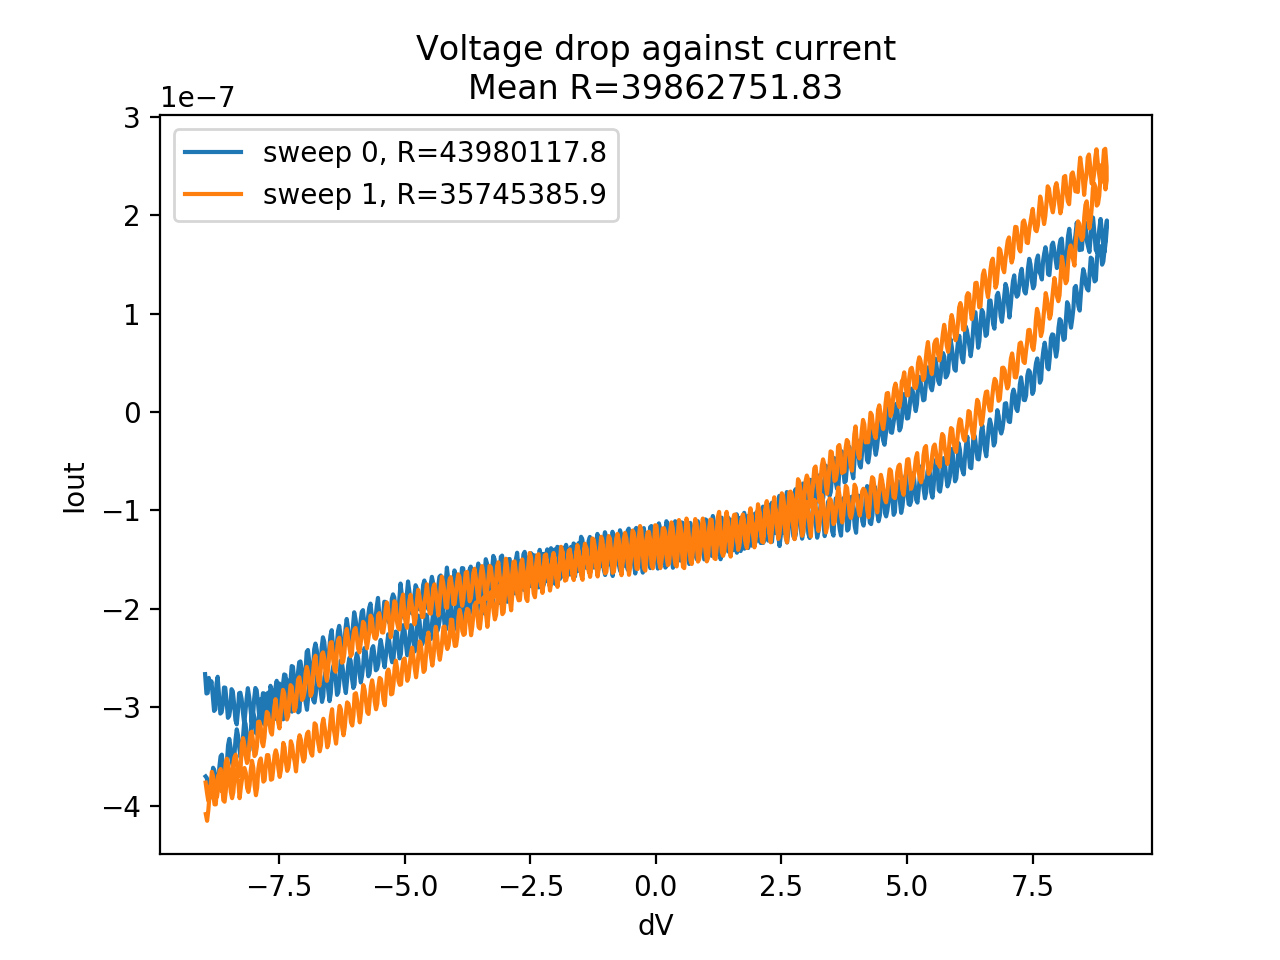 Voltage drop against current
Mean R=39862751.83
1e−7
sweep 0, R=43980117.8
sweep 1, R=35745385.9
3
2
1
0
−1
−2
−3
−4
Iout
−7.5 −5.0 −2.5 0.0 2.5 5.0 7.5
dV